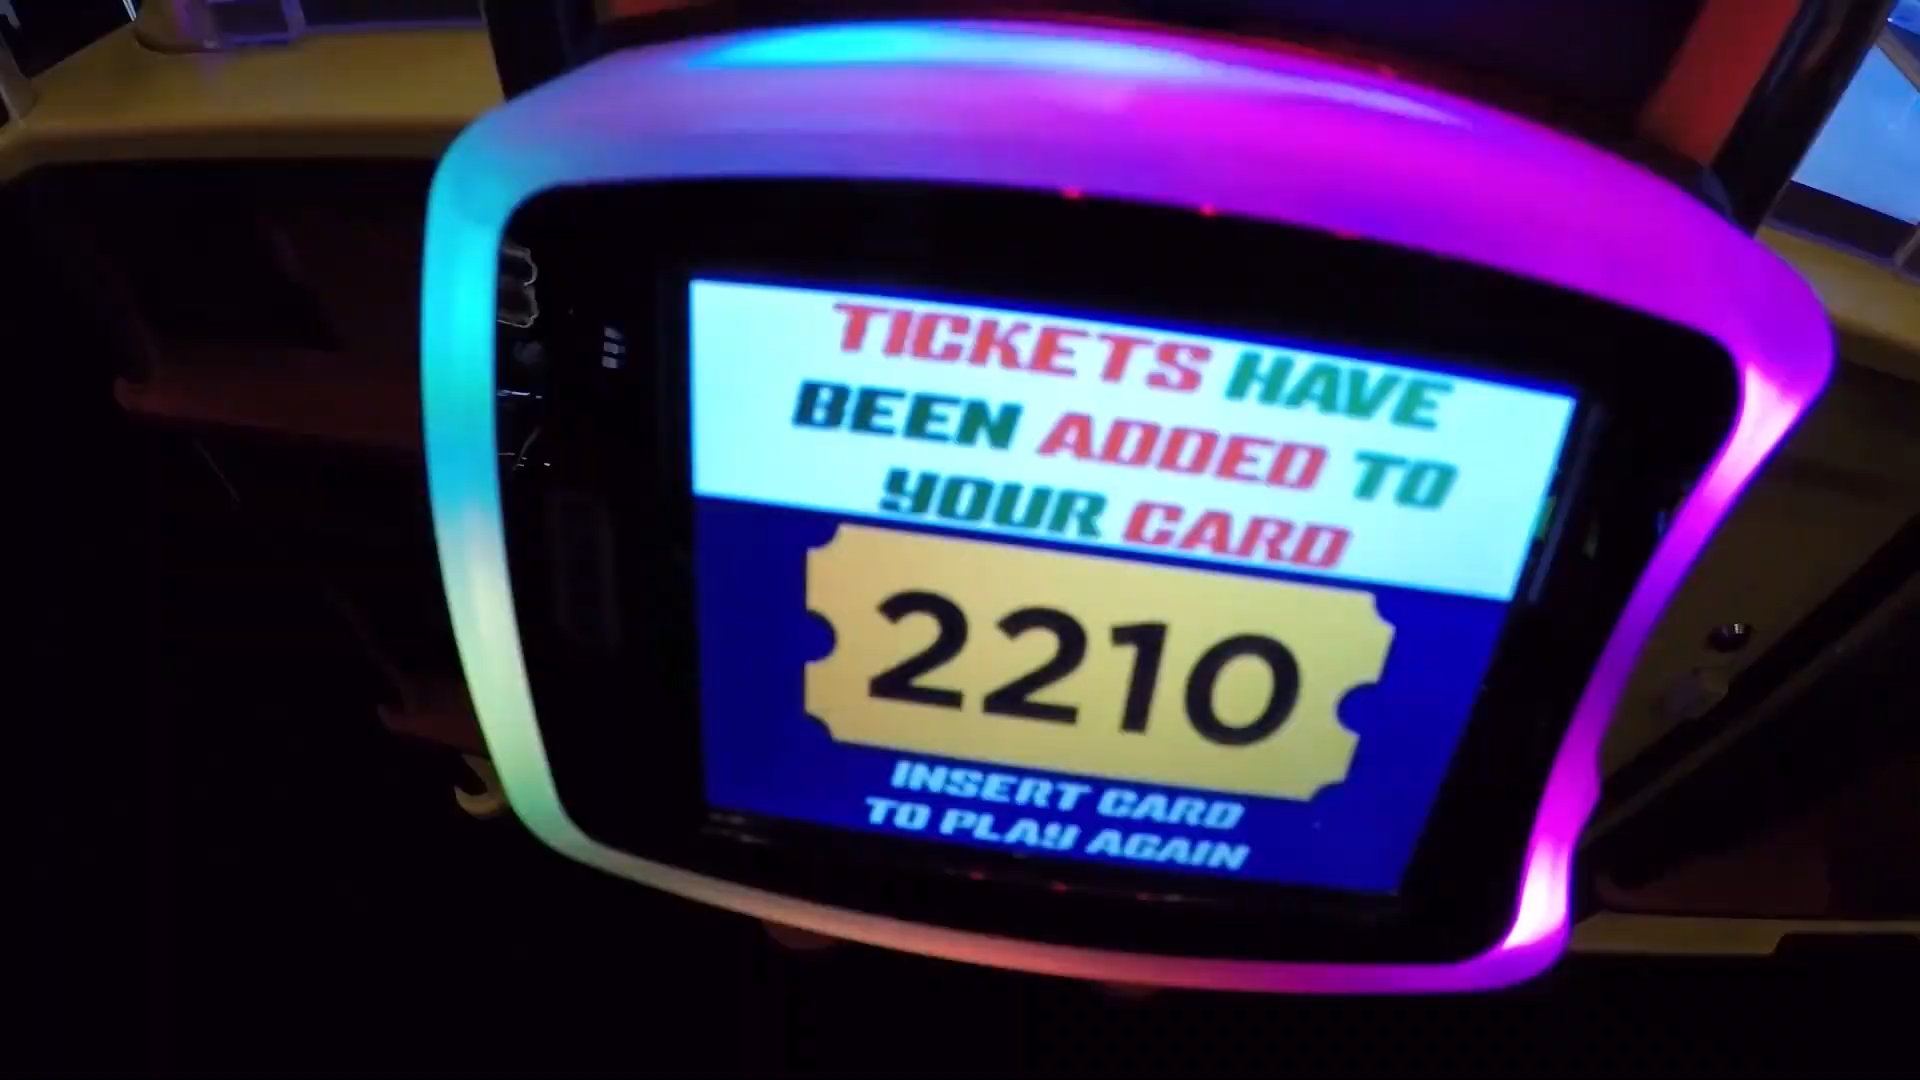 TICKETS HAVE
BEEN ADDED TO
YOUR CARD
2210
INSERT CARD
TO PLAY AGAIN